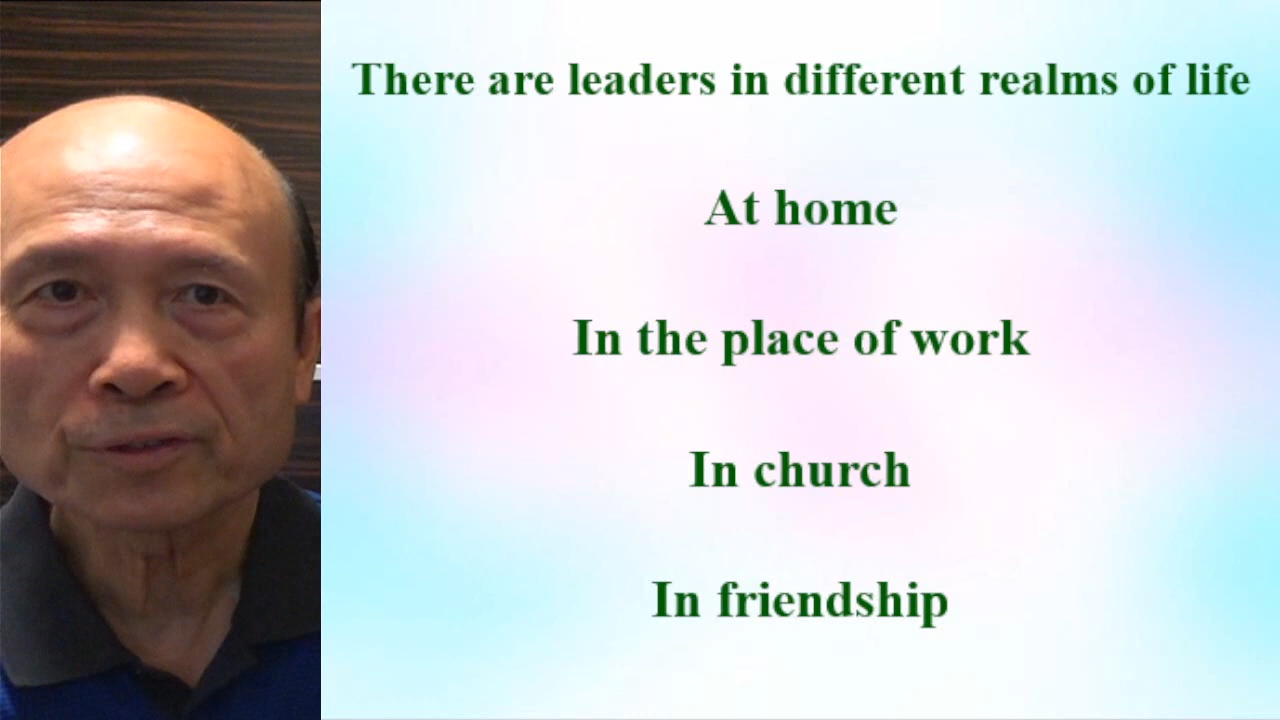 There are leaders in different realms of life
At home
In the place of work
In church
In friendship